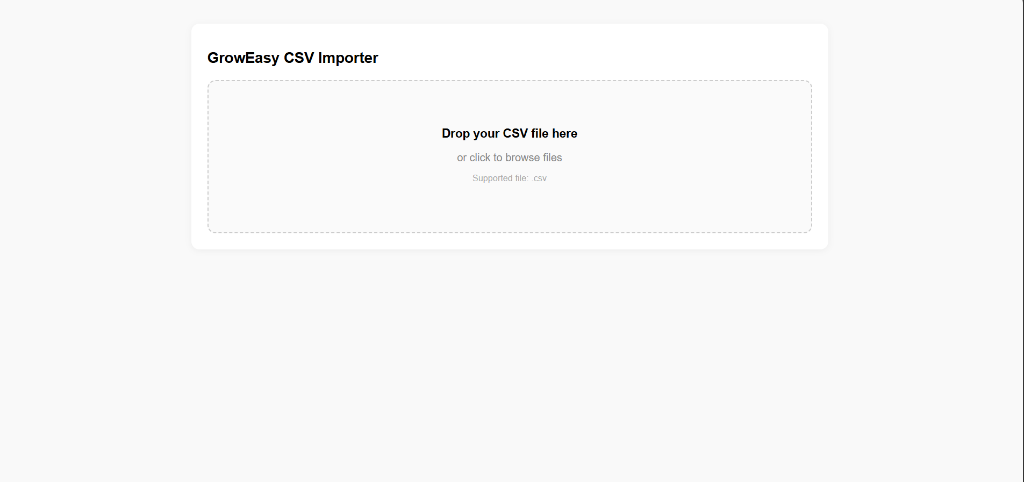 GrowEasy CSV Importer
Drop your CSV file here
or click to browse files
Supported file: .csv